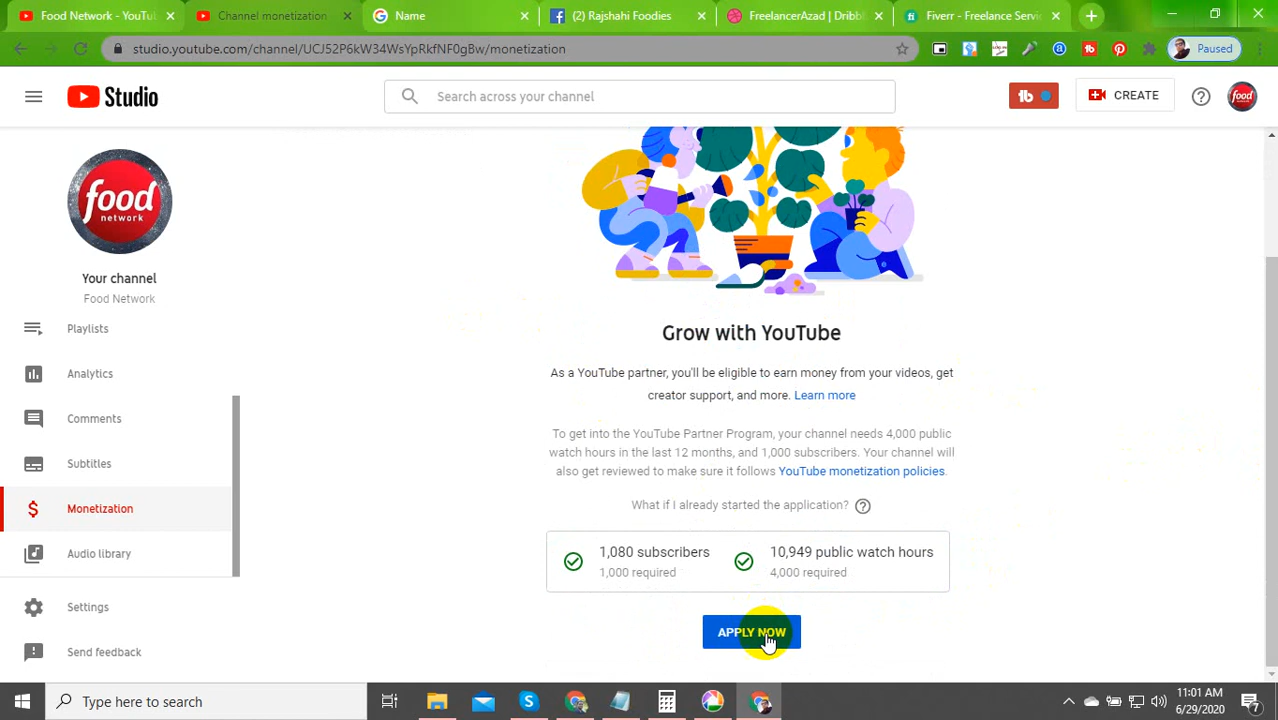 Food Network - YouTu
Channel monetization
Name
(2) Rajshahi Foodies
FreelancerAzad | Dribb
Fiverr - Freelance Servic
studio.youtube.com/channel/UCJ52P6kW34WsYpRkfNF0gBw/monetization
Paused
Studio
Search across your channel
CREATE
food
food
network
Your channel
Food Network
Playlists
Analytics
Comments
Subtitles
Monetization
Audio library
Settings
Send feedback
Grow with YouTube
As a YouTube partner, you'll be eligible to earn money from your videos, get
creator support, and more. Learn more
To get into the YouTube Partner Program, your channel needs 4,000 public
watch hours in the last 12 months, and 1,000 subscribers. Your channel will
also get reviewed to make sure it follows YouTube monetization policies.
What if I already started the application?
1,080 subscribers
1,000 required
10,949 public watch hours
4,000 required
APPLY NOW
Type here to search
11:01 AM
6/29/2020
7